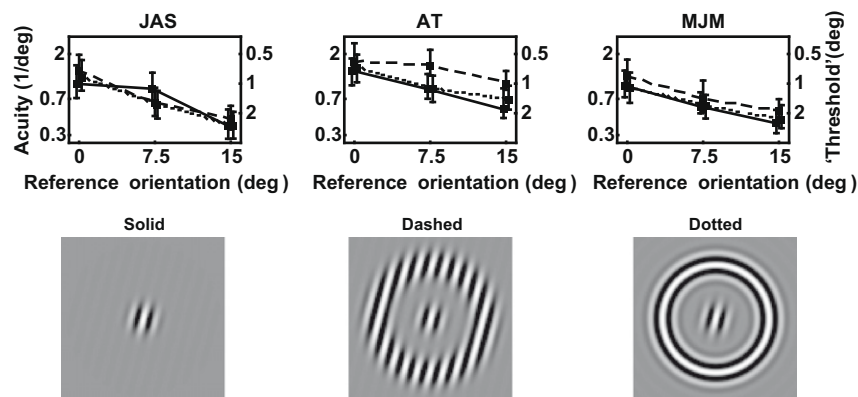 JAS AT MJM
Acuity (1/deg)
2 0.5 2 0.5 2 0.5
1 1 1
0.7 0.7 0.7
2 2 2
0.3 0.3 0.3
'Threshold'(deg)
0 7.5 15 0 7.5 15 0 7.5 15
Reference orientation (deg ) Reference orientation (deg ) Reference orientation (deg )
Solid Dashed Dotted